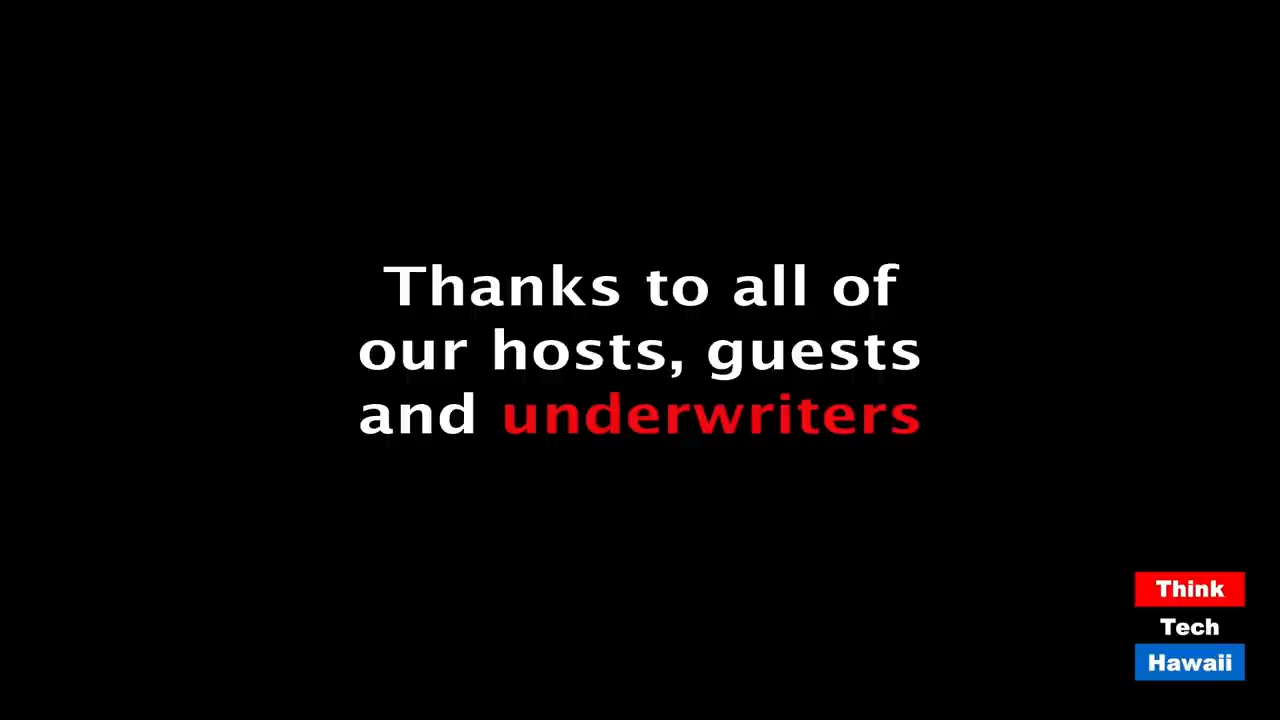 Thanks to all of
our hosts, guests
and underwriters
Think
Tech
Hawaii